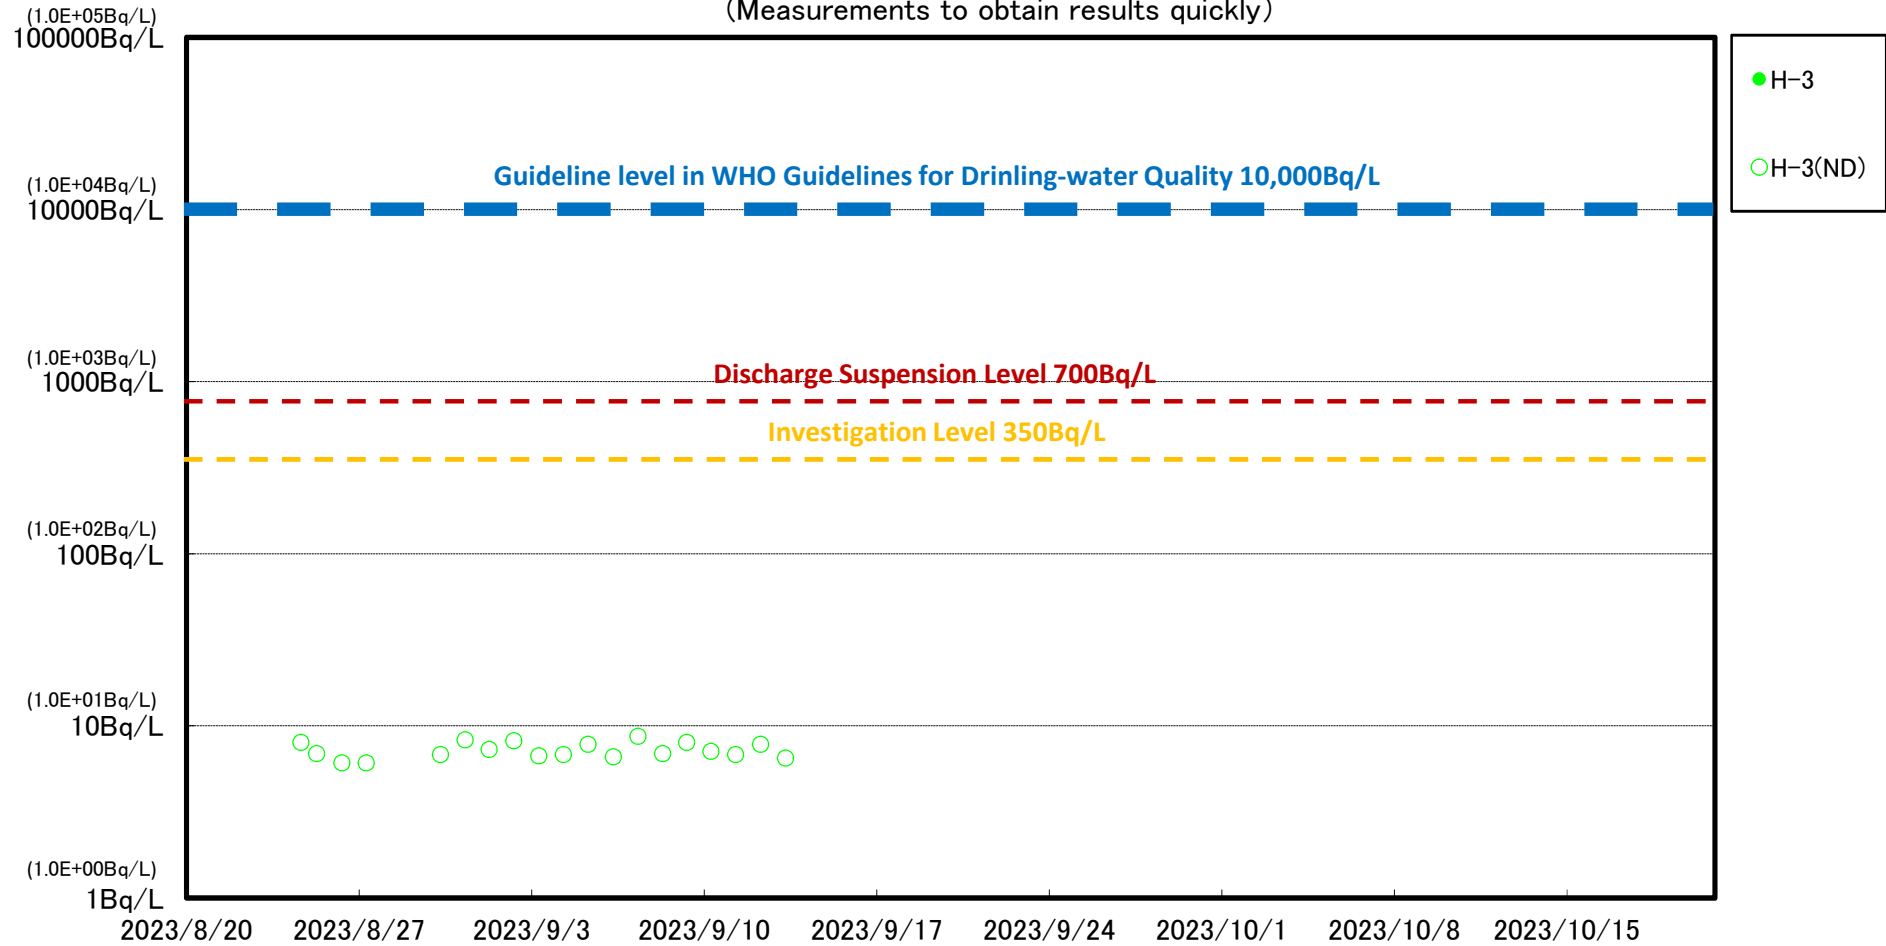 (Measurements to obtain results quickly)
(1.0E+05Bq/L)
100000Bq/L
H-3
H-3(ND)
Guideline level in WHO Guidelines for Drinling-water Quality 10,000Bq/L
(1.0E+04Bq/L)
10000Bq/L
(1.0E+03Bq/L)
1000Bq/L
Discharge Suspension Level 700Bq/L
Investigation Level 350Bq/L
(1.0E+02Bq/L)
100Bq/L
(1.0E+01Bq/L)
10Bq/L
(1.0E+00Bq/L)
1Bq/L
2023/8/20 2023/8/27 2023/9/3 2023/9/10 2023/9/17 2023/9/24 2023/10/1 2023/10/8 2023/10/15